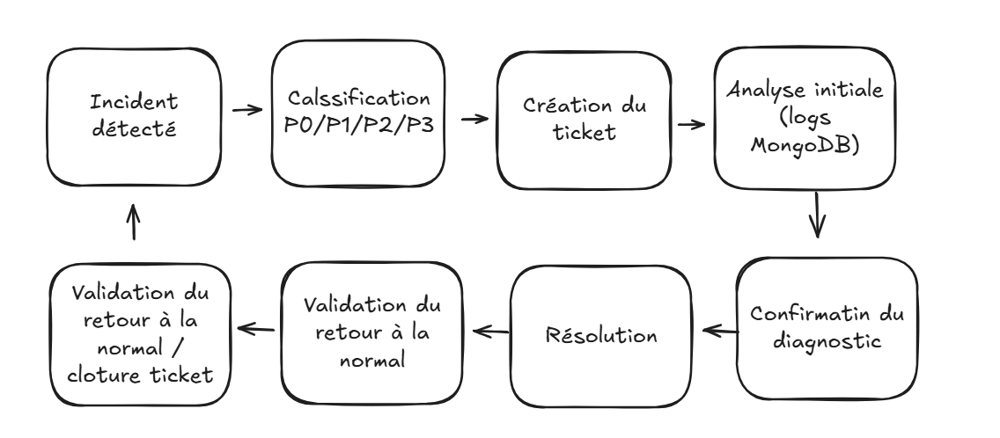 Incident
détecté
Calssification
P0/P1/P2/P3
Création du
ticket
Analyse initiale
(logs
MongoDB)
Confirmatin du
diagnostic
Résolution
Validation du
retour à la
normal
Validation du
retour à la
normal /
cloture ticket